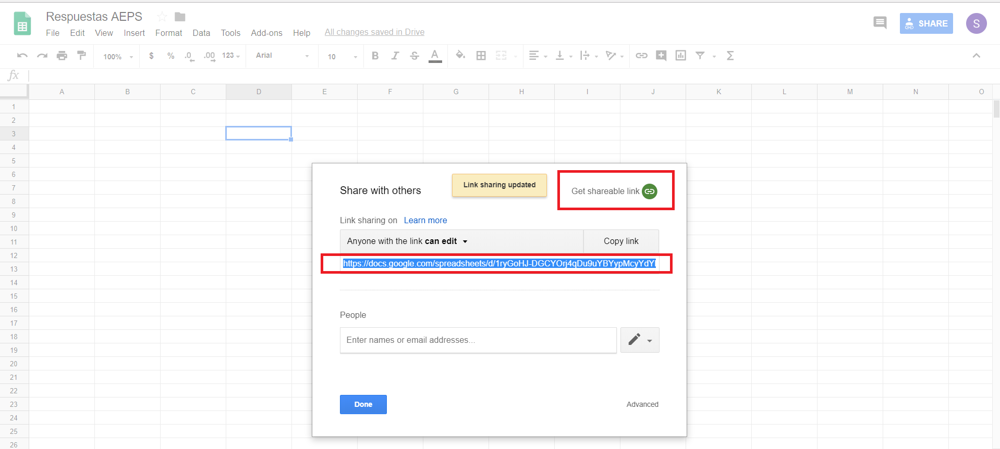 Respuestas AEPS
File Edit View Insert Format Data Tools Add-ons Help All changes saved in Drive
SHARE
S
100% $ % .0 .00 123 Arial 10 B I S A Σ
fx
A B C D E F G H I J K L M N O
1
2
3
4
5
6
7
8
9
10
11
12
13
14
15
16
17
18
19
20
21
22
23
24
25
26
Share with others
Link sharing updated
Get shareable link
Link sharing on Learn more
Anyone with the link can edit
Copy link
https://docs.google.com/spreadsheets/d/1ryGoHJ-DGCYOrj4qDu9uYBYypMcyYdY
People
Enter names or email addresses...
Done
Advanced